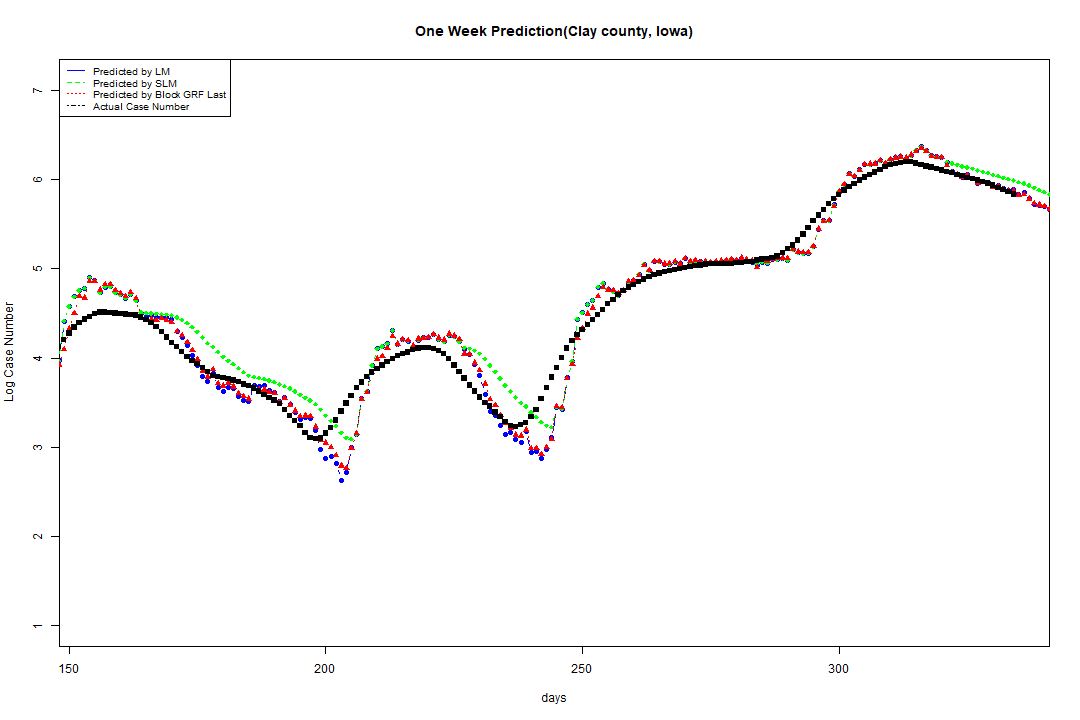 One Week Prediction(Clay county, Iowa)
Predicted by LM
Predicted by SLM
Predicted by Block GRF Last
Actual Case Number
7
6
5
4
3
2
1
Log Case Number
150 200 250 300
days